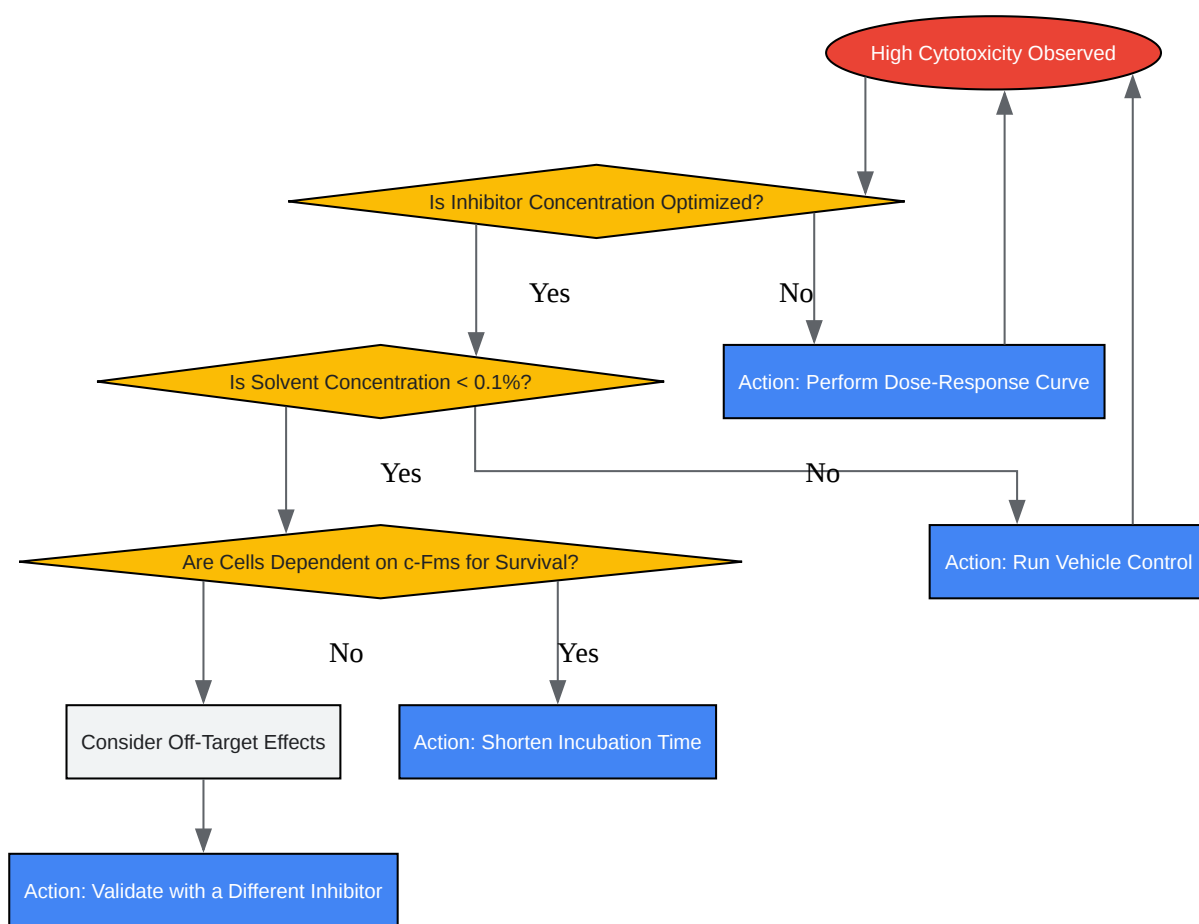 High Cytotoxicity Observed
Is Inhibitor Concentration Optimized?
Yes
No
Is Solvent Concentration < 0.1%?
Action: Perform Dose-Response Curve
Yes
No
Are Cells Dependent on c-Fms for Survival?
Action: Run Vehicle Control
No
Yes
Consider Off-Target Effects
Action: Shorten Incubation Time
Action: Validate with a Different Inhibitor